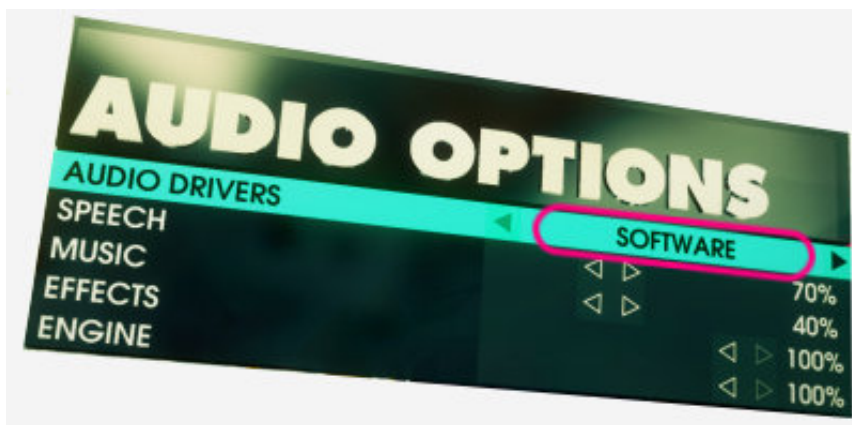 AUDIO OPTIONS
AUDIO DRIVERS SOFTWARE
SPEECH 70%
MUSIC 40%
EFFECTS 100%
ENGINE 100%